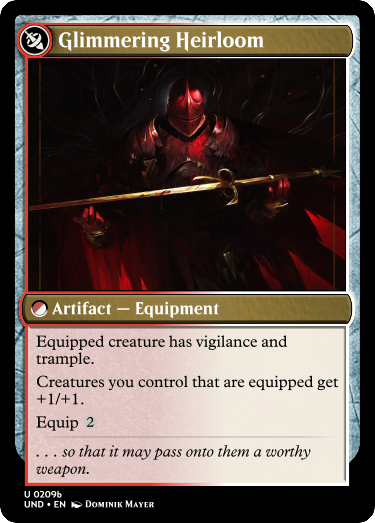 Glimmering Heirloom
Artifact — Equipment
Equipped creature has vigilance and
trample.
Creatures you control that are equipped get
+1/+1.
Equip 2
. . . so that it may pass onto them a worthy
weapon.
U 0209b
UND • EN Dominik Mayer